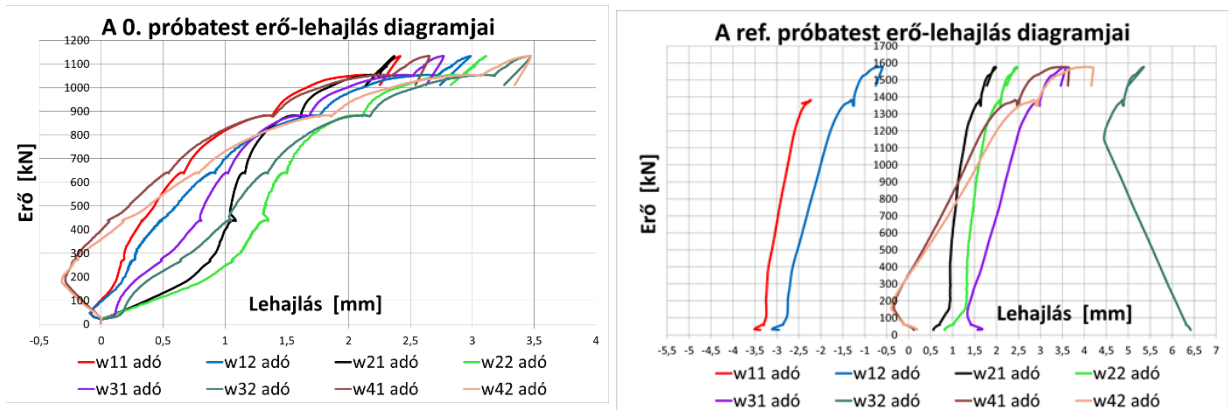 A 0. próbatest erő-lehajlás diagramjai
Erő [kN]
1200
1100
1000
900
800
700
600
500
400
300
200
100
0
Lehajlás [mm]
-0,5 0 0,5 1 1,5 2 2,5 3 3,5 4
w11 adó w12 adó w21 adó w22 adó
w31 adó w32 adó w41 adó w42 adó
A ref. próbatest erő-lehajlás diagramjai
Erő [kN]
1700
1600
1500
1400
1300
1200
1100
1000
900
800
700
600
500
400
300
200
100
0
Lehajlás [mm]
-5,5 -5 -4,5 -4 -3,5 -3 -2,5 -2 -1,5 -1 -0,5 0 0,5 1 1,5 2 2,5 3 3,5 4 4,5 5 5,5 6 6,5 7
w11 adó w12 adó w21 adó w22 adó
w31 adó w32 adó w41 adó w42 adó